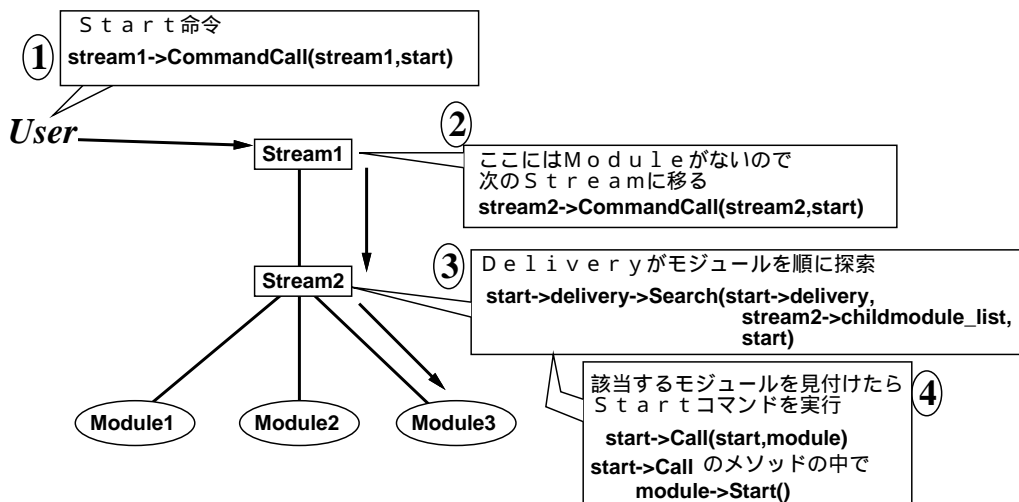 ①
Ｓｔａｒｔ命令
stream1->CommandCall(stream1,start)
User
Stream1
②
ここにはＭｏｄｕｌｅがないので
次のＳｔｒｅａｍに移る
stream2->CommandCall(stream2,start)
Stream2
③
Ｄｅｌｉｖｅｒｙがモジュールを順に探索
start->delivery->Search(start->delivery,
stream2->childmodule_list,
start)
Module1
Module2
Module3
④
該当するモジュールを見付けたら
Ｓｔａｒｔコマンドを実行
start->Call(start,module)
start->Call のメソッドの中で
module->Start()